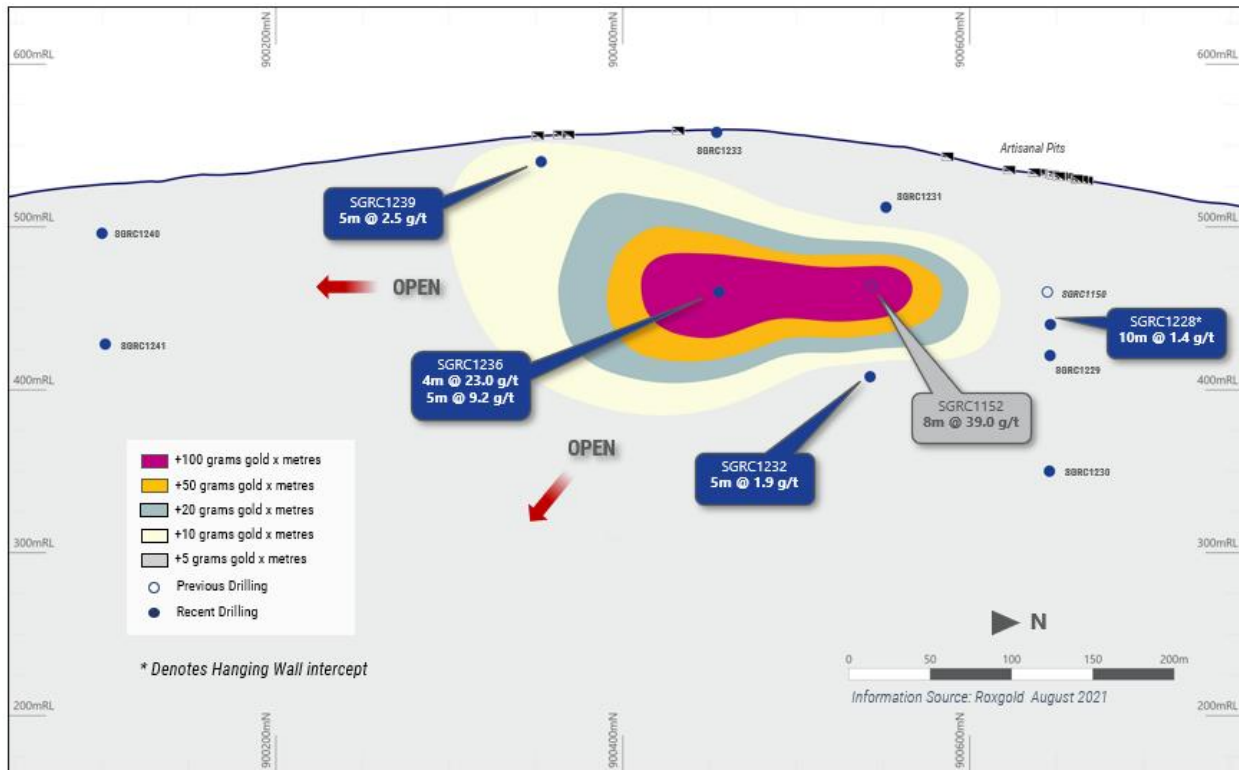 900200mN
900400mN
900600mN
600mRL
600mRL
Artisanal Pits
SGRC1233
SGRC1239
5m @ 2.5 g/t
SGRC1231
500mRL
500mRL
SGRC1240
OPEN
SGRC1150
SGRC1228*
10m @ 1.4 g/t
SGRC1241
SGRC1229
SGRC1236
4m @ 23.0 g/t
5m @ 9.2 g/t
400mRL
400mRL
SGRC1152
8m @ 39.0 g/t
OPEN
SGRC1232
5m @ 1.9 g/t
SGRC1230
+100 grams gold x metres
+50 grams gold x metres
+20 grams gold x metres
+10 grams gold x metres
+5 grams gold x metres
Previous Drilling
Recent Drilling
300mRL
300mRL
N
* Denotes Hanging Wall intercept
0 50 100 150 200m
Information Source: Roxgold August 2021
200mRL
200mRL
900200mN
900400mN
900600mN